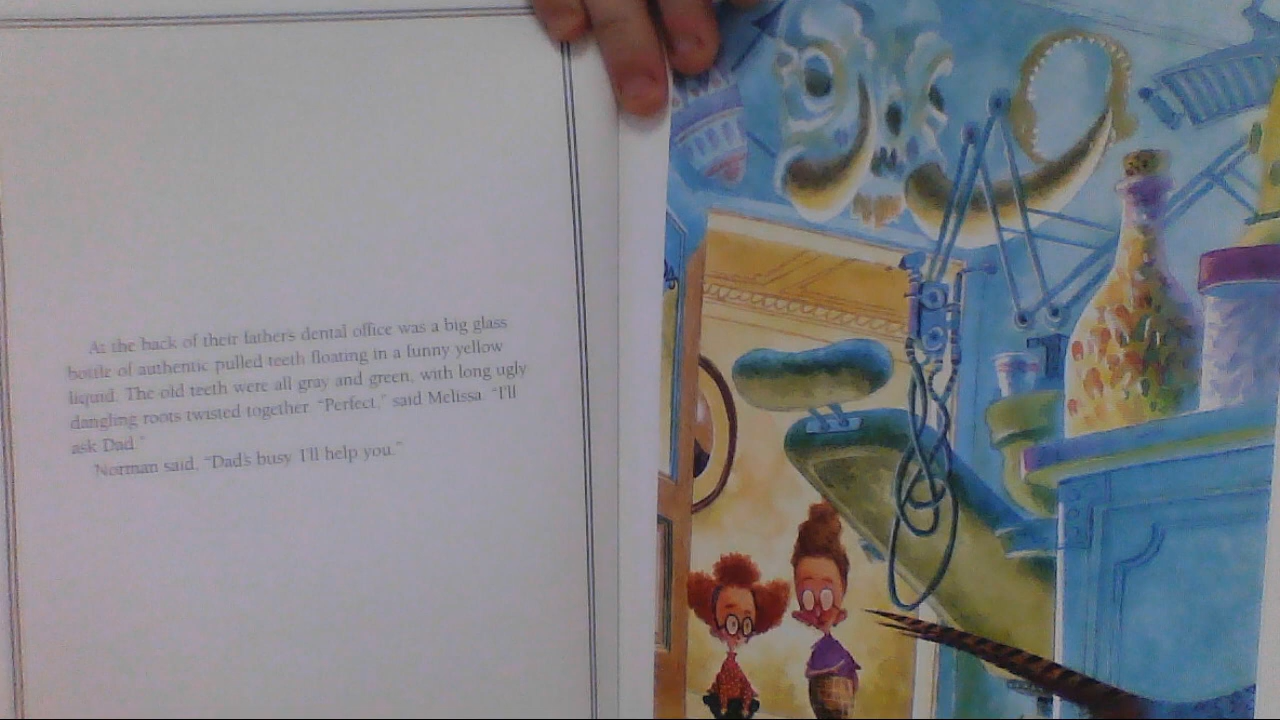 At the back of their father's dental office was a big glass
bottle of authentic pulled teeth floating in a funny yellow
liquid. The old teeth were all gray and green, with long ugly
dangling roots twisted together. "Perfect," said Melissa. "I'll
ask Dad."
Norman said, "Dad's busy. I'll help you."